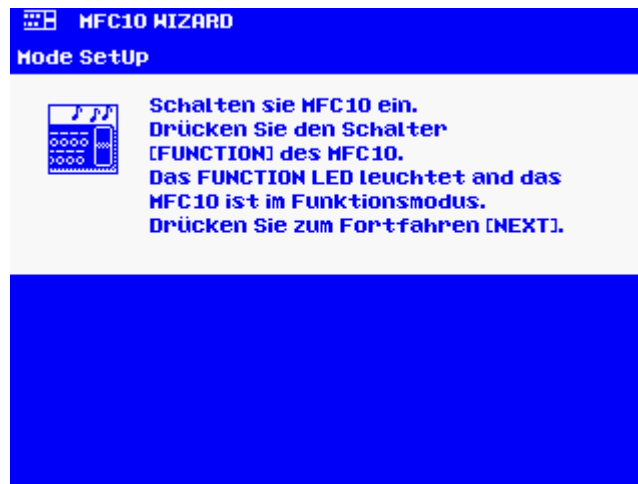 MFC10 WIZARD
Mode SetUp
Schalten sie MFC10 ein.
Drücken Sie den Schalter
[FUNCTION] des MFC10.
Das FUNCTION LED leuchtet and das
MFC10 ist im Funktionsmodus.
Drücken Sie zum Fortfahren [NEXT].